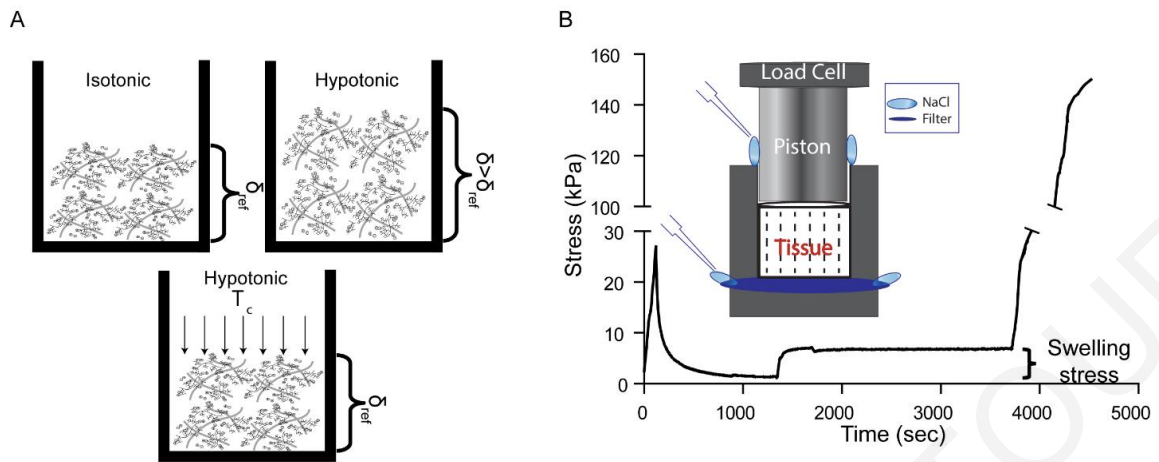 A
Isotonic
Hypotonic
δref
δ>δref
Hypotonic
Tc
δref
B
160
140
120
100
30
20
10
0
Stress (kPa)
Load Cell
Piston
Tissue
NaCl
Filter
Swelling
stress
0 1000 2000 3000 4000 5000
Time (sec)